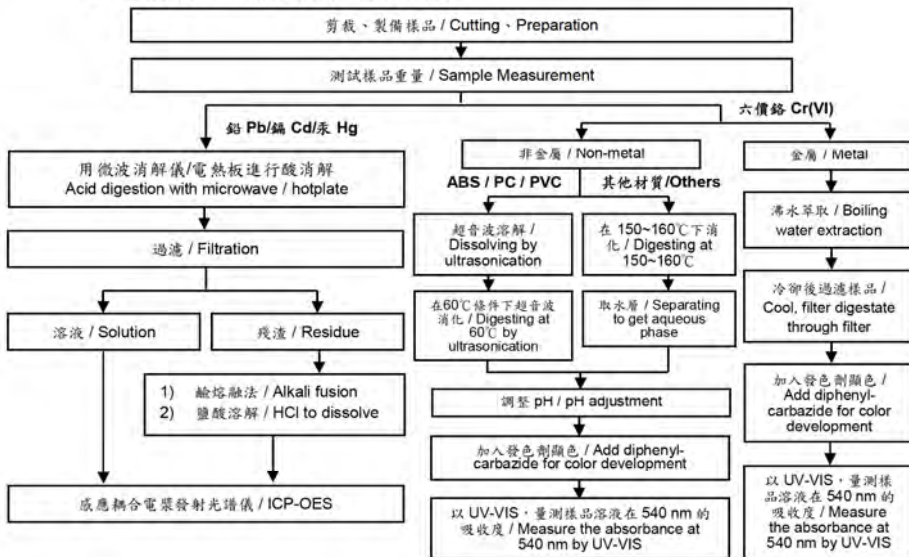 剪裁、製備樣品 / Cutting、Preparation
測試樣品重量 / Sample Measurement
鉛 Pb/鎘 Cd/汞 Hg
六價鉻 Cr(VI)
用微波消解儀/電熱板進行酸消解
Acid digestion with microwave / hotplate
過濾 / Filtration
溶液 / Solution
殘渣 / Residue
1) 鹼熔融法 / Alkali fusion
2) 鹽酸溶解 / HCl to dissolve
感應耦合電漿發射光譜儀 / ICP-OES
非金屬 / Non-metal
ABS / PC / PVC
其他材質/Others
超音波溶解 /
Dissolving by
ultrasonication
在 150~160℃下消
化 / Digesting at
150~160℃
在60℃條件下超音波
消化 / Digesting at
60℃ by
ultrasonication
取水層 / Separating
to get aqueous
phase
調整 pH / pH adjustment
加入發色劑顯色 / Add diphenyl-
carbazide for color development
以 UV-VIS，量測樣品溶液在 540 nm 的
吸收度 / Measure the absorbance at
540 nm by UV-VIS
金屬 / Metal
沸水萃取 / Boiling
water extraction
冷卻後過濾樣品 /
Cool, filter digestate
through filter
加入發色劑顯色 /
Add diphenyl-
carbazide for color
development
以 UV-VIS，量測樣
品溶液在 540 nm 的
吸收度 / Measure
the absorbance at
540 nm by UV-VIS